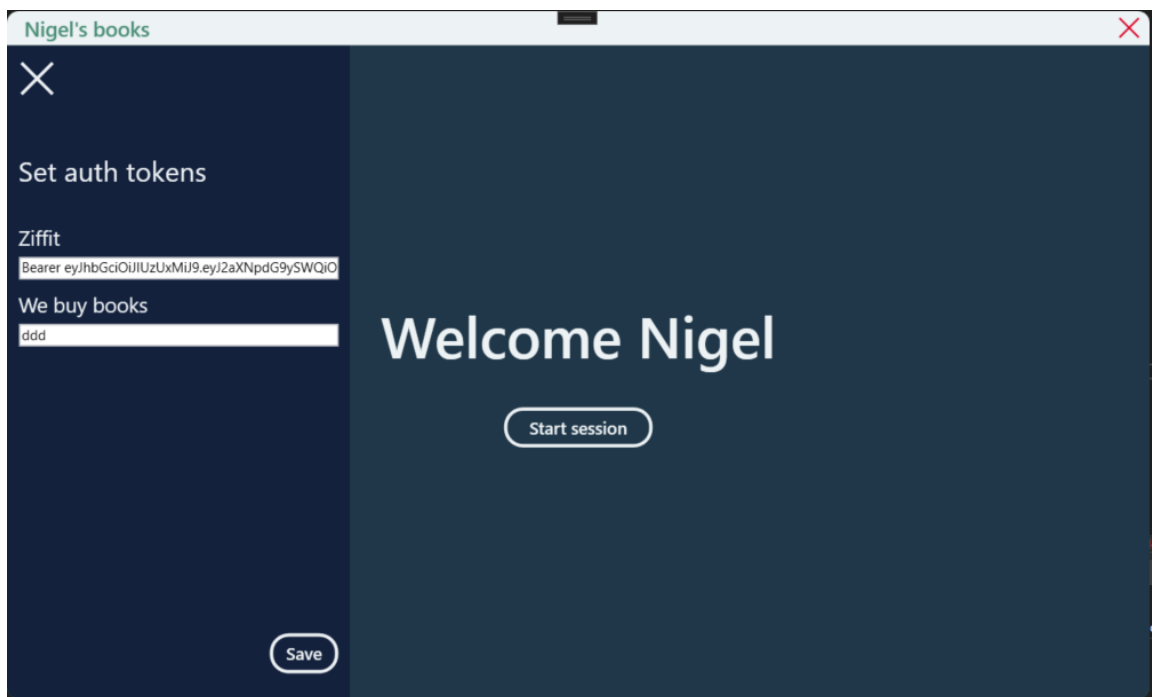 Nigel's books
Set auth tokens
Ziffit
Bearer eyJhbGciOiJIUzUxMiJ9.eyJ2aXNpdG9ySWQiO
We buy books
ddd
Save
Welcome Nigel
Start session